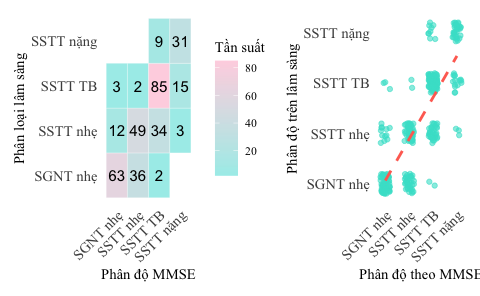 SSTT nặng
SSTT TB
SSTT nhẹ
SGNT nhẹ
Phân loại lâm sàng
9 31
3 2 85 15
12 49 34 3
63 36 2
SGNT nhẹ
SSTT nhẹ
SSTT TB
SSTT nặng
Phân độ MMSE
Tần suất
80
60
40
20
SSTT nặng
SSTT TB
SSTT nhẹ
SGNT nhẹ
Phân độ trên lâm sàng
SGNT nhẹ
SSTT nhẹ
SSTT TB
SSTT nặng
Phân độ theo MMSE